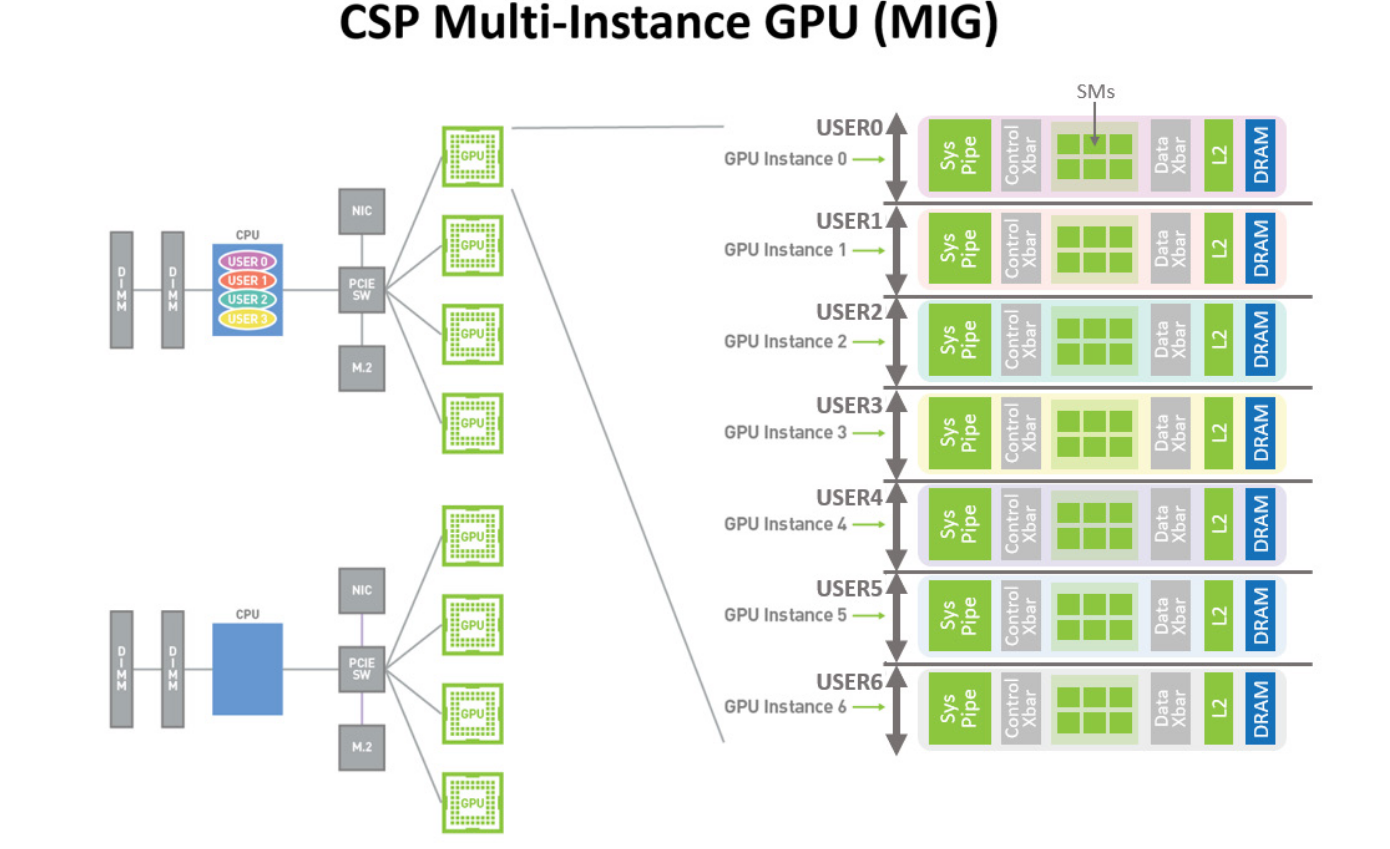 CSP Multi-Instance GPU (MIG)
DIMM
DIMM
CPU
USER 0
USER 1
USER 2
USER 3
NIC
PCIE
SW
M.2
GPU
GPU
GPU
GPU
DIMM
DIMM
CPU
NIC
PCIE
SW
M.2
GPU
GPU
GPU
GPU
SMs
USER0
GPU Instance 0
Sys
Pipe
Control
Xbar
Data
Xbar
L2
DRAM
USER1
GPU Instance 1
Sys
Pipe
Control
Xbar
Data
Xbar
L2
DRAM
USER2
GPU Instance 2
Sys
Pipe
Control
Xbar
Data
Xbar
L2
DRAM
USER3
GPU Instance 3
Sys
Pipe
Control
Xbar
Data
Xbar
L2
DRAM
USER4
GPU Instance 4
Sys
Pipe
Control
Xbar
Data
Xbar
L2
DRAM
USER5
GPU Instance 5
Sys
Pipe
Control
Xbar
Data
Xbar
L2
DRAM
USER6
GPU Instance 6
Sys
Pipe
Control
Xbar
Data
Xbar
L2
DRAM